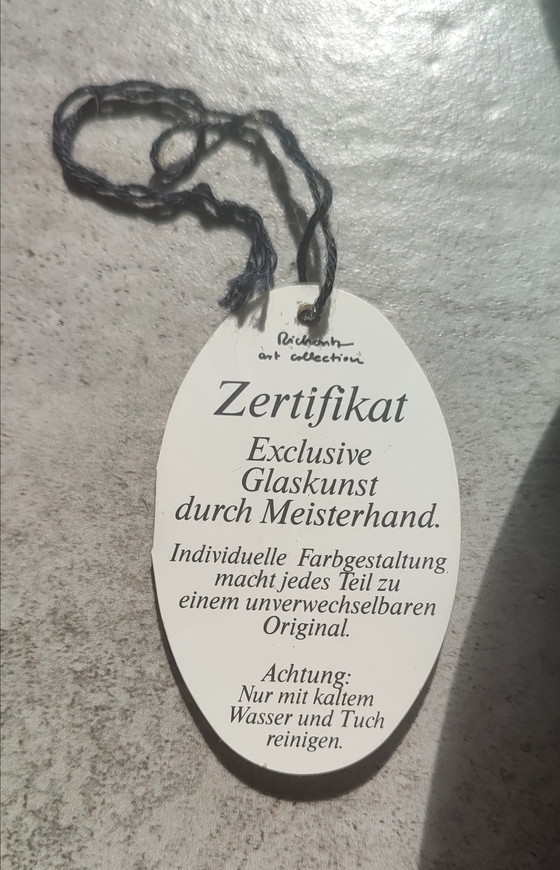 Richartz
art collection
Zertifikat
Exclusive
Glaskunst
durch Meisterhand.
Individuelle Farbgestaltung
macht jedes Teil zu
einem unverwechselbaren
Original.
Achtung:
Nur mit kaltem
Wasser und Tuch
reinigen.